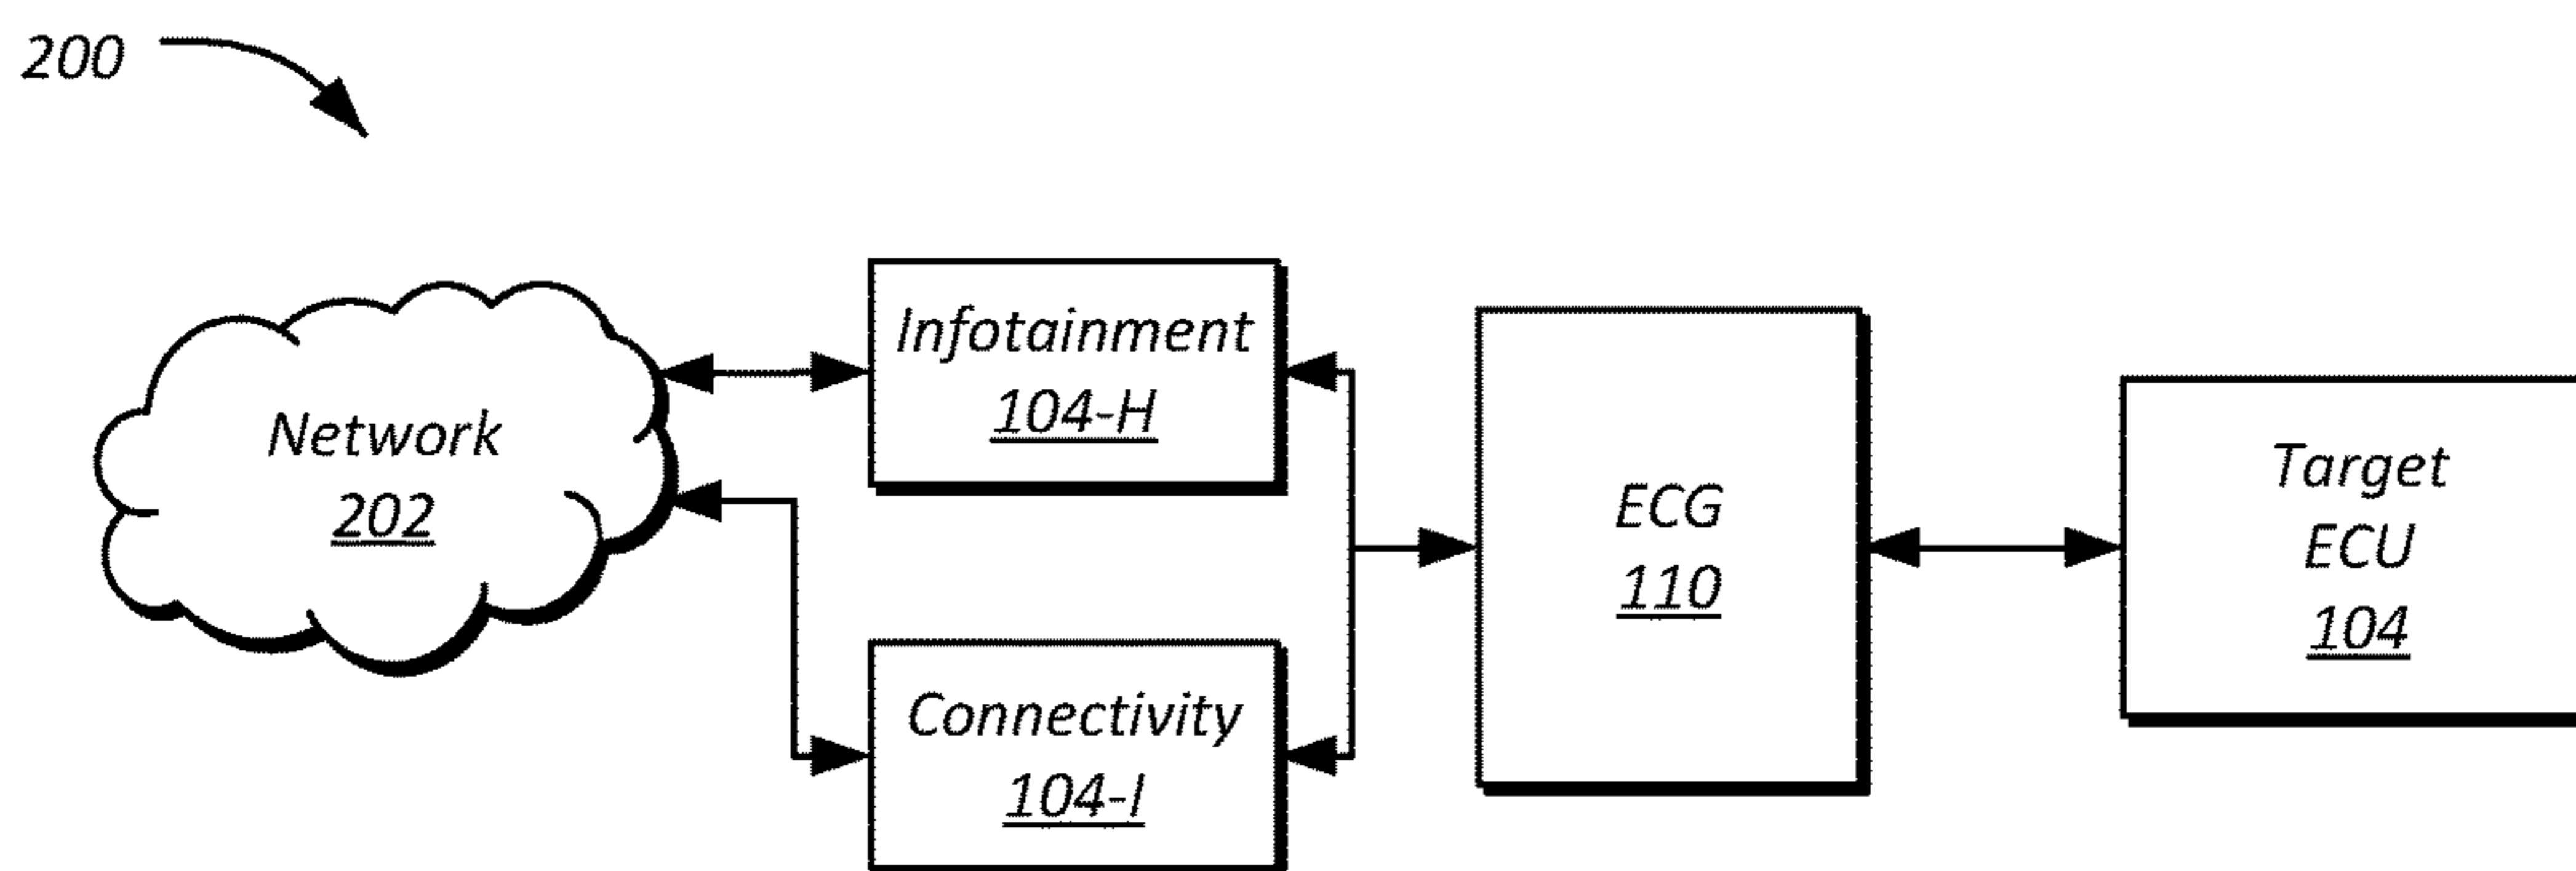 200
Network
202
Infotainment
104-H
Connectivity
104-I
ECG
110
Target
ECU
104